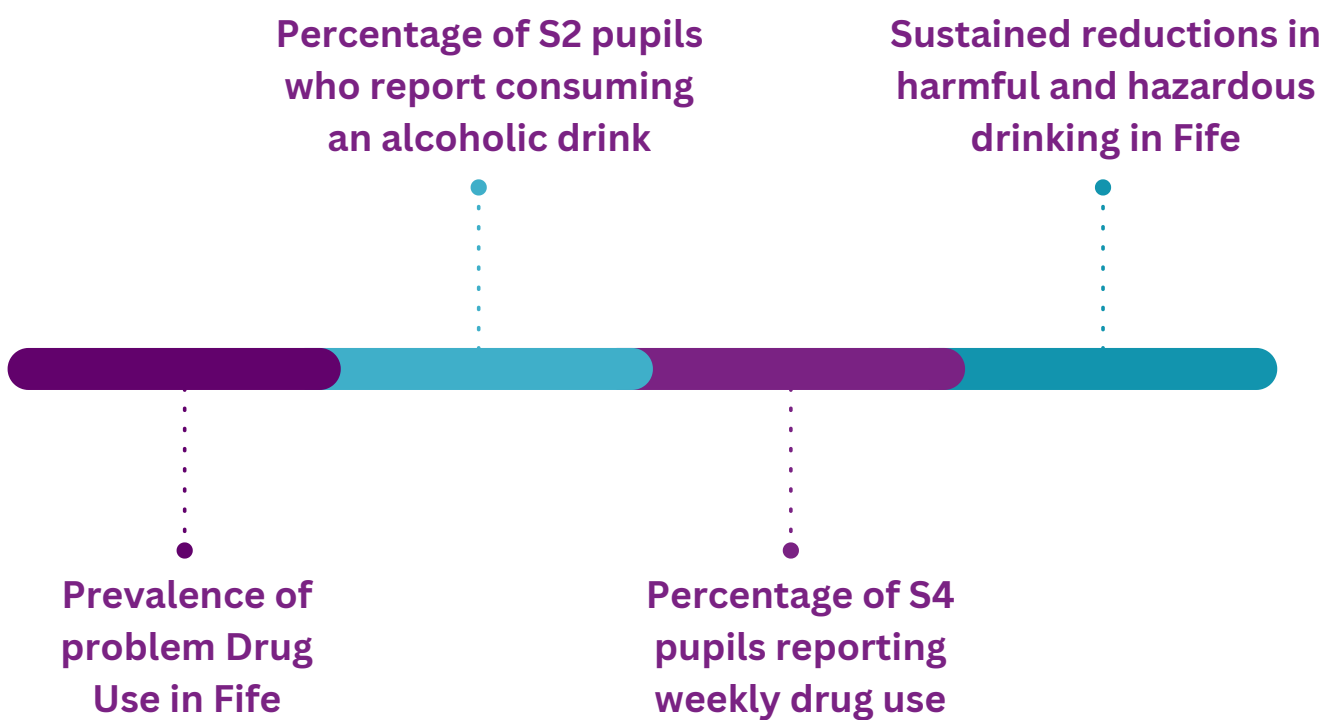 Percentage of S2 pupils
who report consuming
an alcoholic drink
Sustained reductions in
harmful and hazardous
drinking in Fife
Prevalence of
problem Drug
Use in Fife
Percentage of S4
pupils reporting
weekly drug use